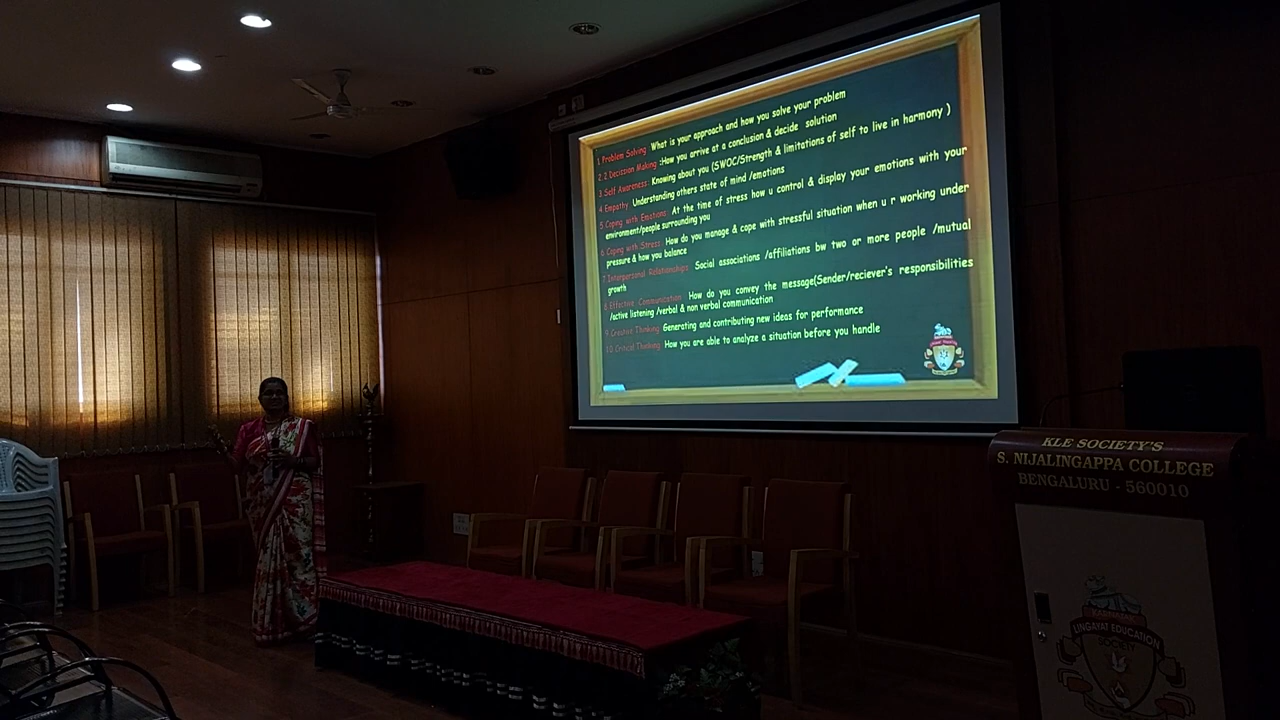 1 Problem Solving: What is your approach and how you solve your problem
2. 2 Decission Making :How you arrive at a conclusion & decide solution
3 Self Awareness: Knowing about you (SWOC/Strength & limitations of self to live in harmony )
4 Empathy: Understanding others state of mind /emotions
5 Coping with Emotions: At the time of stress how u control & display your emotions with your
environment/people surrounding you
6 Coping with Stress: How do you manage & cope with stressful situation when u r working under
pressure & how you balance
7 Interpersonal Relationships: Social associations /affiliations bw two or more people /mutual
growth
8 Effective Communication: How do you convey the message(Sender/reciever's responsibilities
/active listening /verbal & non verbal communication
9 Creative Thinking: Generating and contributing new ideas for performance
10 Critical Thinking: How you are able to analyze a situation before you handle
KLE SOCIETY'S
S. NIJALINGAPPA COLLEGE
BENGALURU - 560010
KARNATAK
LINGAYAT EDUCATION
SOCIETY